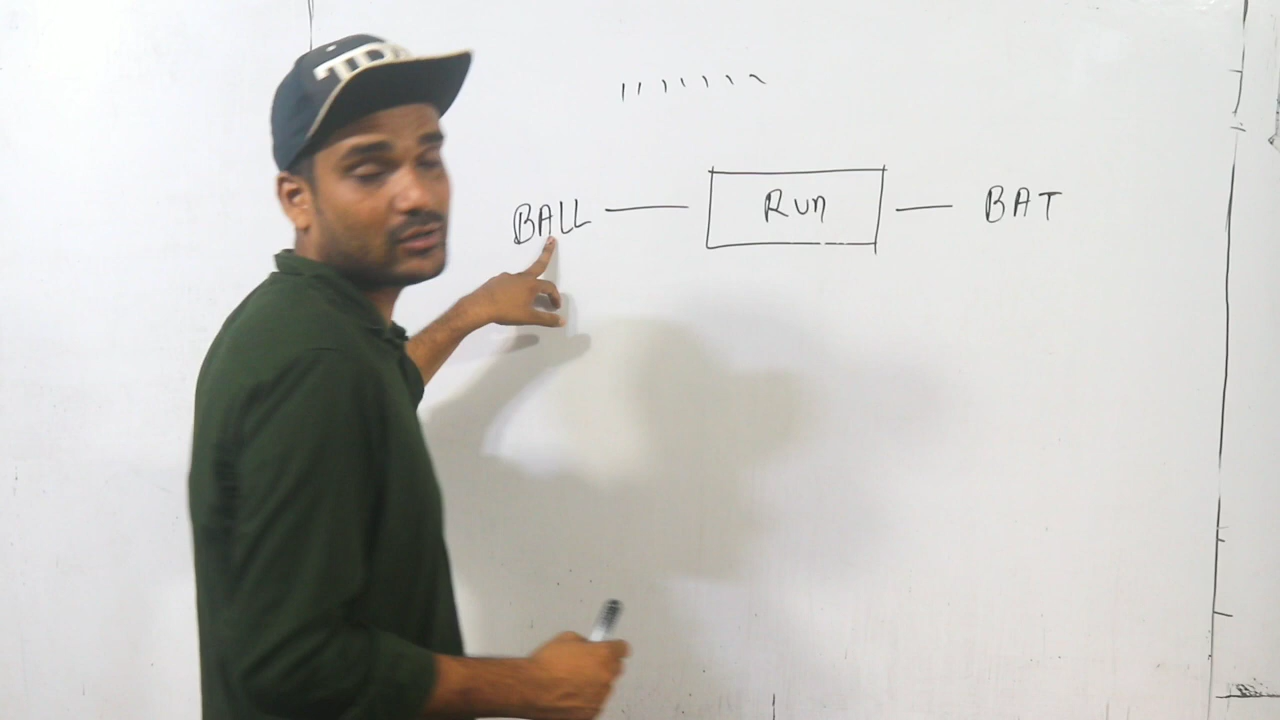 BALL — Run — BAT